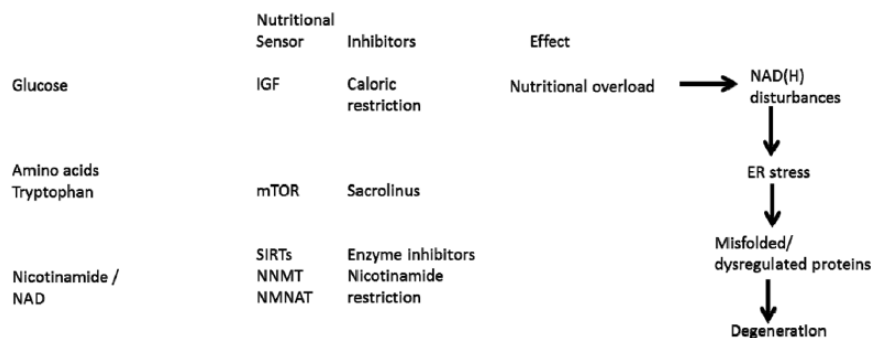 Nutritional
Sensor Inhibitors Effect
Glucose IGF Caloric restriction Nutritional overload NAD(H) disturbances
Amino acids
Tryptophan mTOR Sacrolinus ER stress
SIRTs Enzyme inhibitors Misfolded/
dysregulated proteins
Nicotinamide / NNMT Nicotinamide
NAD NMNAT restriction
Degeneration